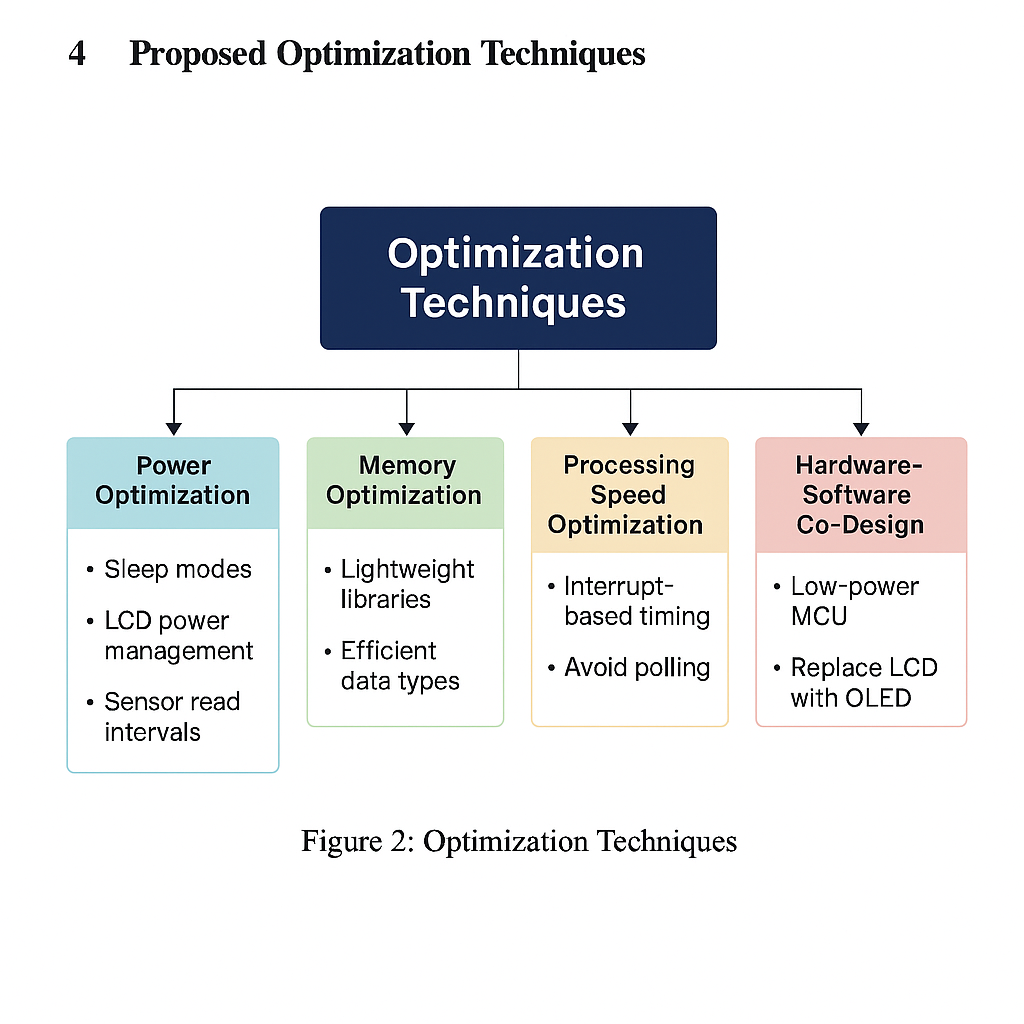 4 Proposed Optimization Techniques
Optimization
Techniques
Power
Optimization
• Sleep modes
• LCD power
management
• Sensor read
intervals
Memory
Optimization
• Lightweight
libraries
• Efficient
data types
Processing
Speed
Optimization
• Interrupt-
based timing
• Avoid polling
Hardware-
Software
Co-Design
• Low-power
MCU
• Replace LCD
with OLED
Figure 2: Optimization Techniques